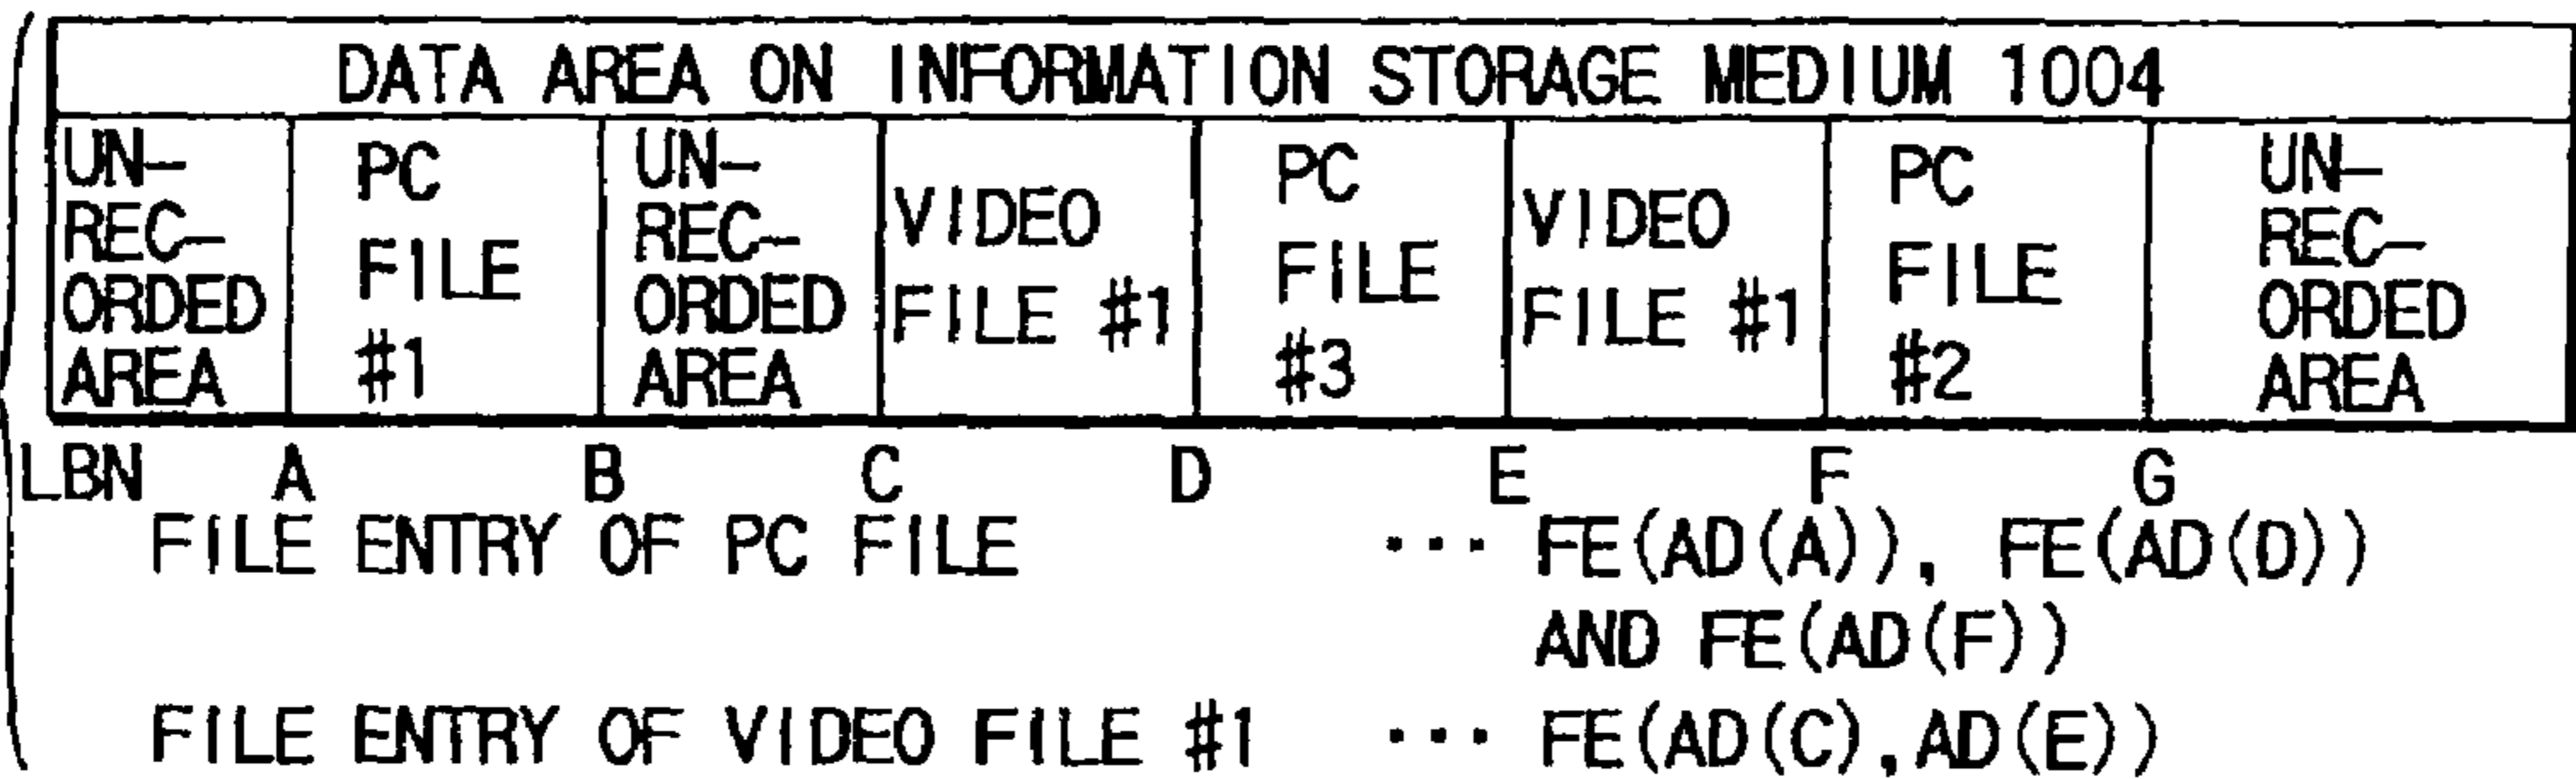 DATA AREA ON INFORMATION STORAGE MEDIUM 1004
UN-
REC-
ORDED
AREA
PC
FILE
#1
UN-
REC-
ORDED
AREA
VIDEO
FILE #1
PC
FILE
#3
VIDEO
FILE #1
PC
FILE
#2
UN-
REC-
ORDED
AREA
LBN A B C D E F G
FILE ENTRY OF PC FILE ··· FE(AD(A)), FE(AD(D))
AND FE(AD(F))
FILE ENTRY OF VIDEO FILE #1 ··· FE(AD(C),AD(E))